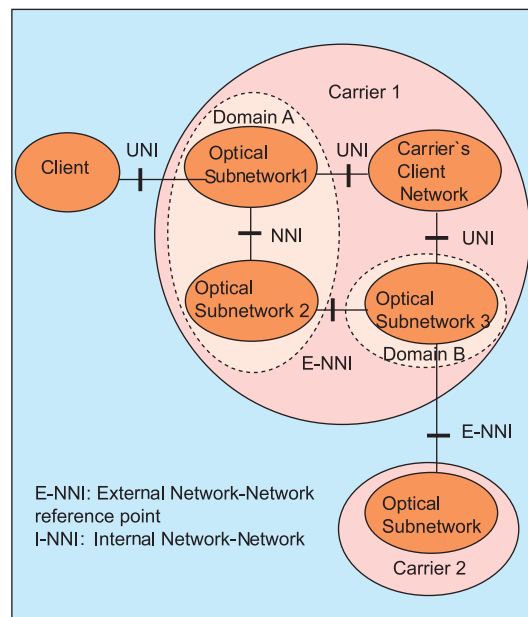 Carrier 1
Domain A
UNI
Client
Optical
Subnetwork1
UNI
Carrier`s
Client
Network
NNI
UNI
Optical
Subnetwork 2
Optical
Subnetwork 3
Domain B
E-NNI
E-NNI
E-NNI: External Network-Network
reference point
I-NNI: Internal Network-Network
Optical
Subnetwork
Carrier 2